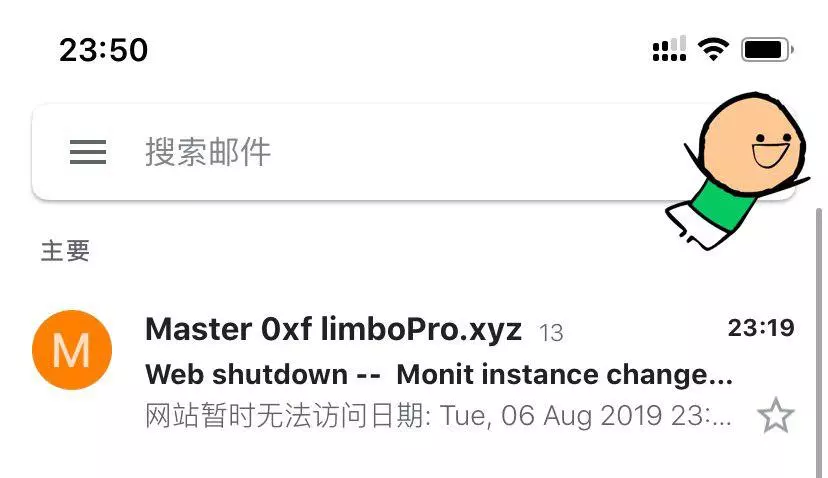 23:50
搜索邮件
主要
M
Master 0xf limboPro.xyz 13 23:19
Web shutdown -- Monit instance change...
网站暂时无法访问日期: Tue, 06 Aug 2019 23:...